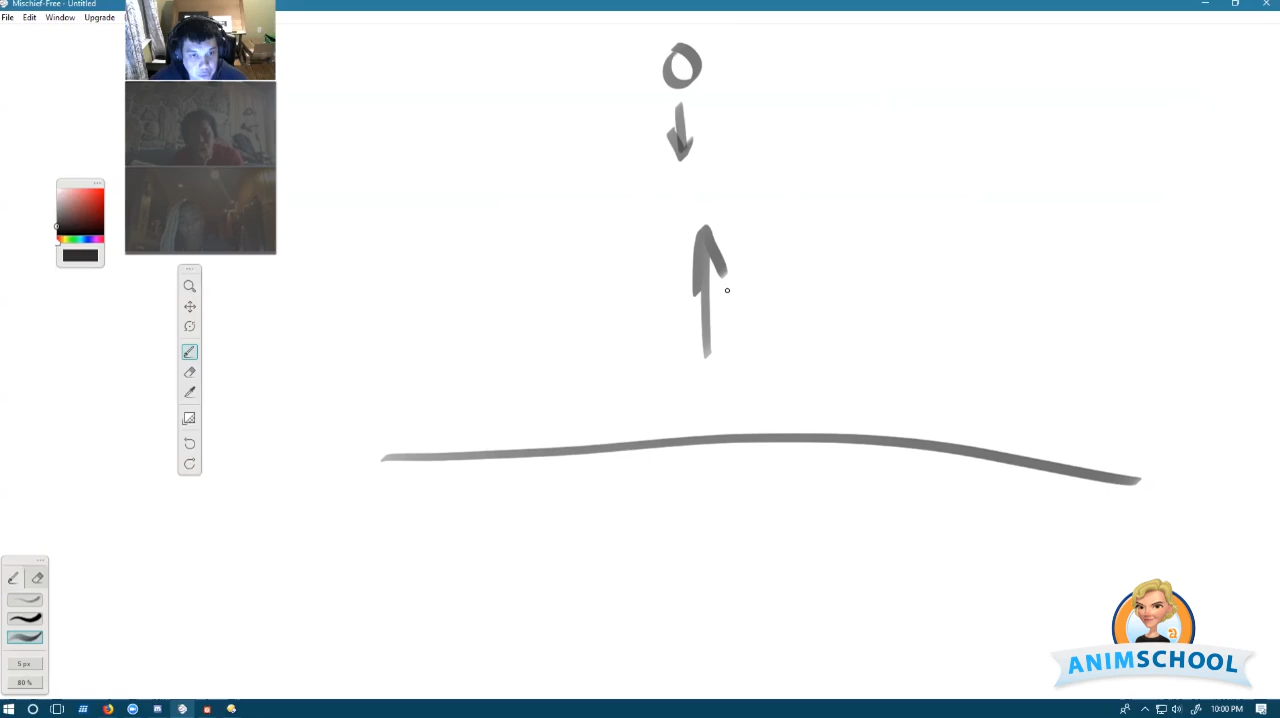 Mischief-Free - Untitled
File Edit Window Upgrade
5 px
80 %
a
ANIMSCHOOL
10:00 PM